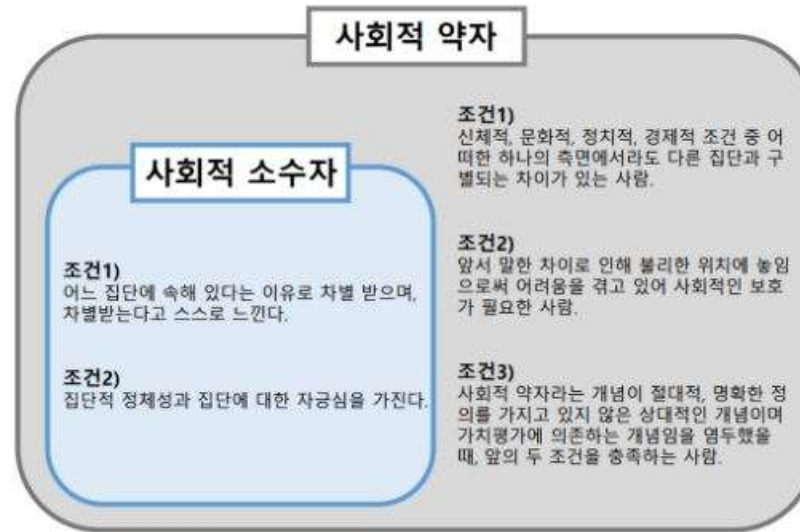 사회적 약자
사회적 소수자
조건1)
어느 집단에 속해 있다는 이유로 차별 받으며,
차별받는다고 스스로 느낀다.
조건2)
집단적 정체성과 집단에 대한 자긍심을 가진다.
조건1)
신체적, 문화적, 정치적, 경제적 조건 중 어
떠한 하나의 측면에서라도 다른 집단과 구
별되는 차이가 있는 사람.
조건2)
앞서 말한 차이로 인해 불리한 위치에 놓임
으로써 어려움을 겪고 있어 사회적인 보호
가 필요한 사람.
조건3)
사회적 약자라는 개념이 절대적, 명확한 정
의를 가지고 있지 않은 상대적인 개념이며
가치평가에 의존하는 개념임을 염두했을
때, 앞의 두 조건을 충족하는 사람.